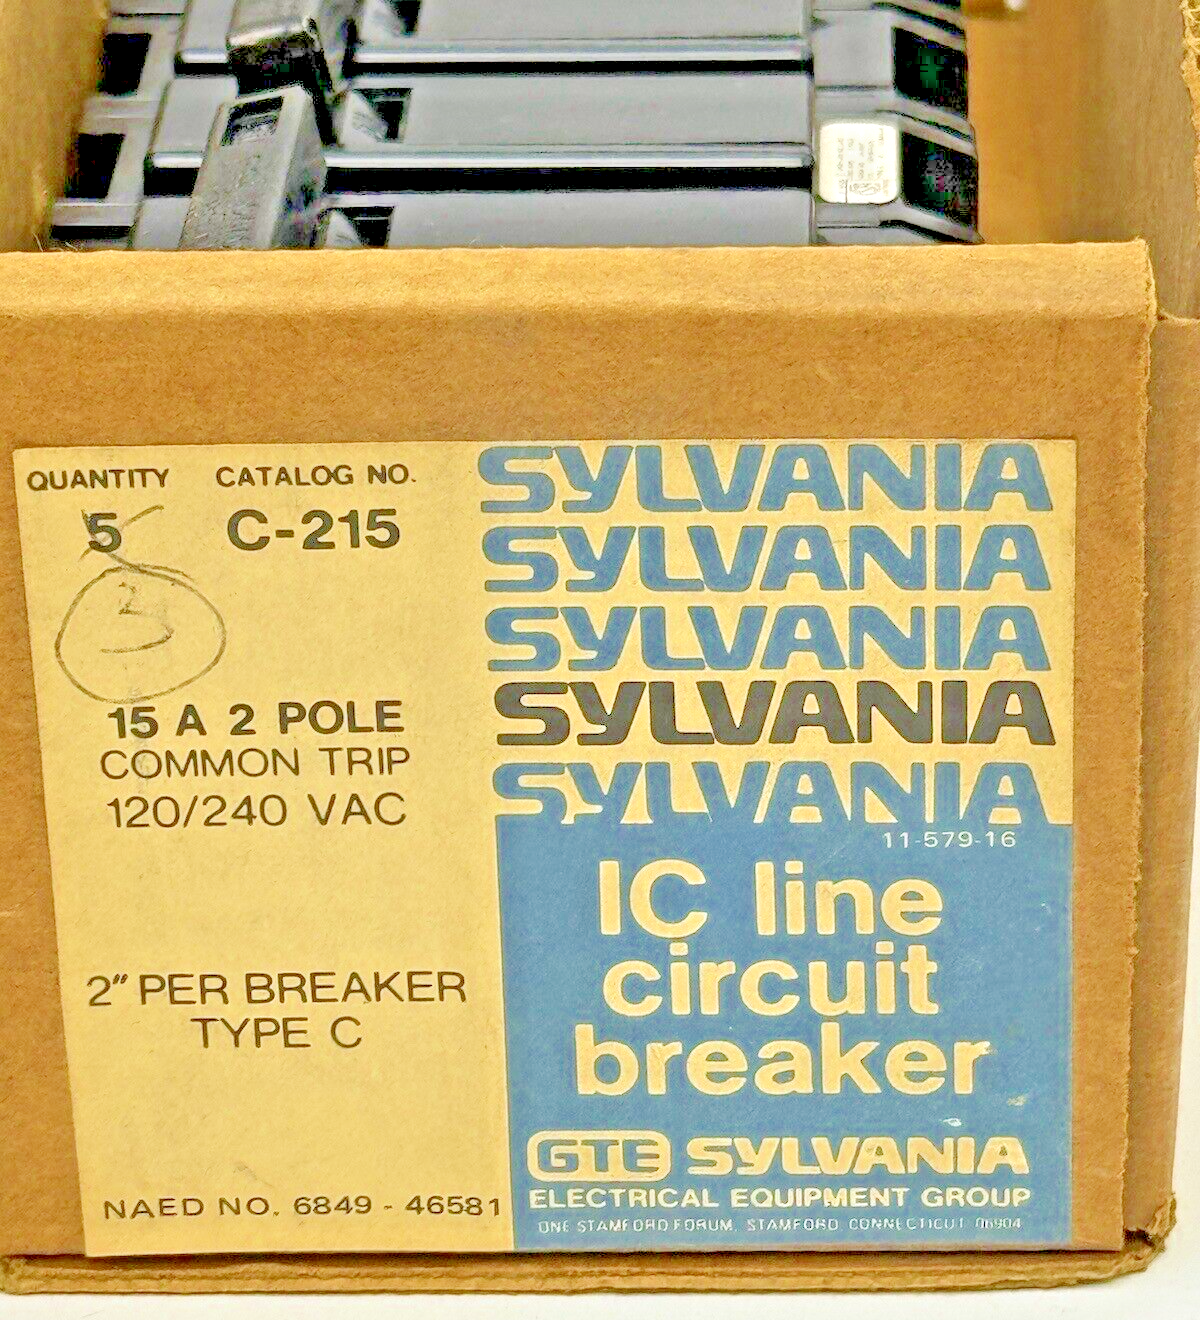 QUANTITY CATALOG NO.
5 C-215
3
15 A 2 POLE
COMMON TRIP
120/240 VAC
2" PER BREAKER
TYPE C
NAED NO. 6849 - 46581
SYLVANIA
SYLVANIA
SYLVANIA
SYLVANIA
SYLVANIA
11-579-16
IC line
circuit
breaker
GTE SYLVANIA
ELECTRICAL EQUIPMENT GROUP
ONE STAMFORD FORUM, STAMFORD, CONNECTICUT 06904